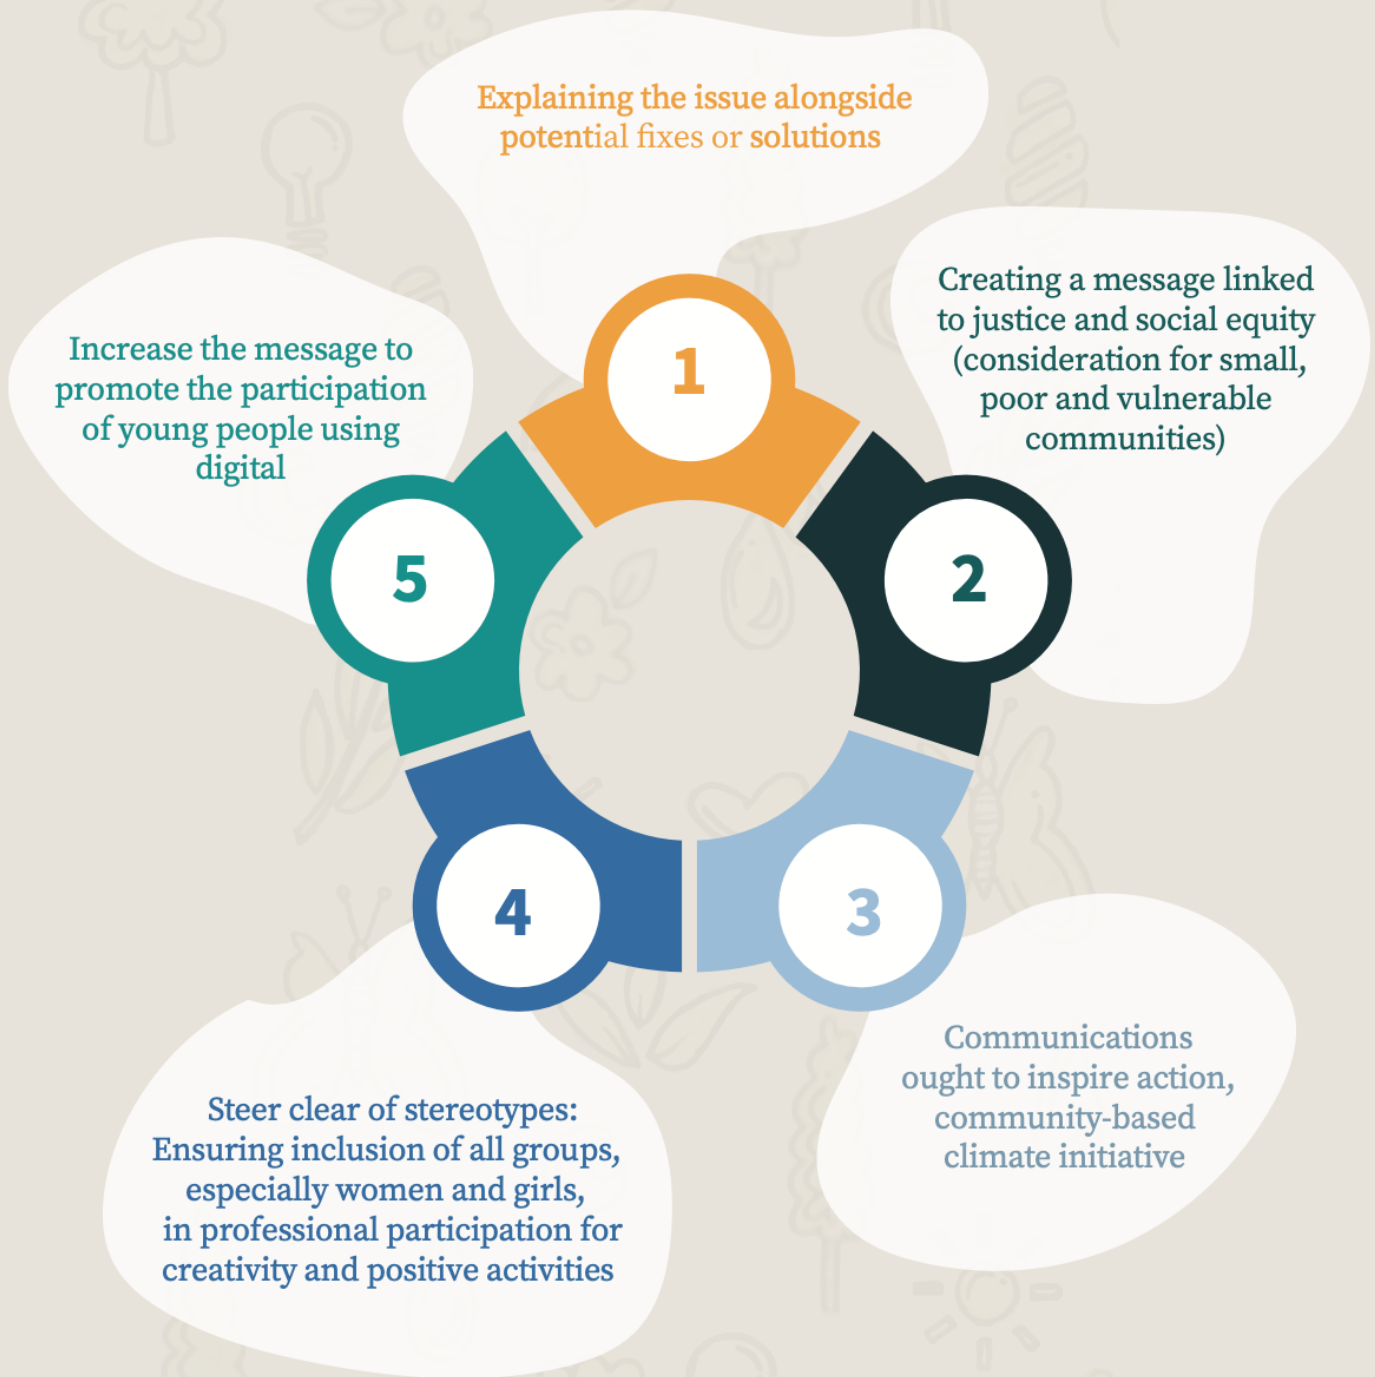 Explaining the issue alongside
potential fixes or solutions
1
Creating a message linked
to justice and social equity
(consideration for small,
poor and vulnerable
communities)
2
Communications
ought to inspire action,
community-based
climate initiative
3
Steer clear of stereotypes:
Ensuring inclusion of all groups,
especially women and girls,
in professional participation for
creativity and positive activities
4
Increase the message to
promote the participation
of young people using
digital
5